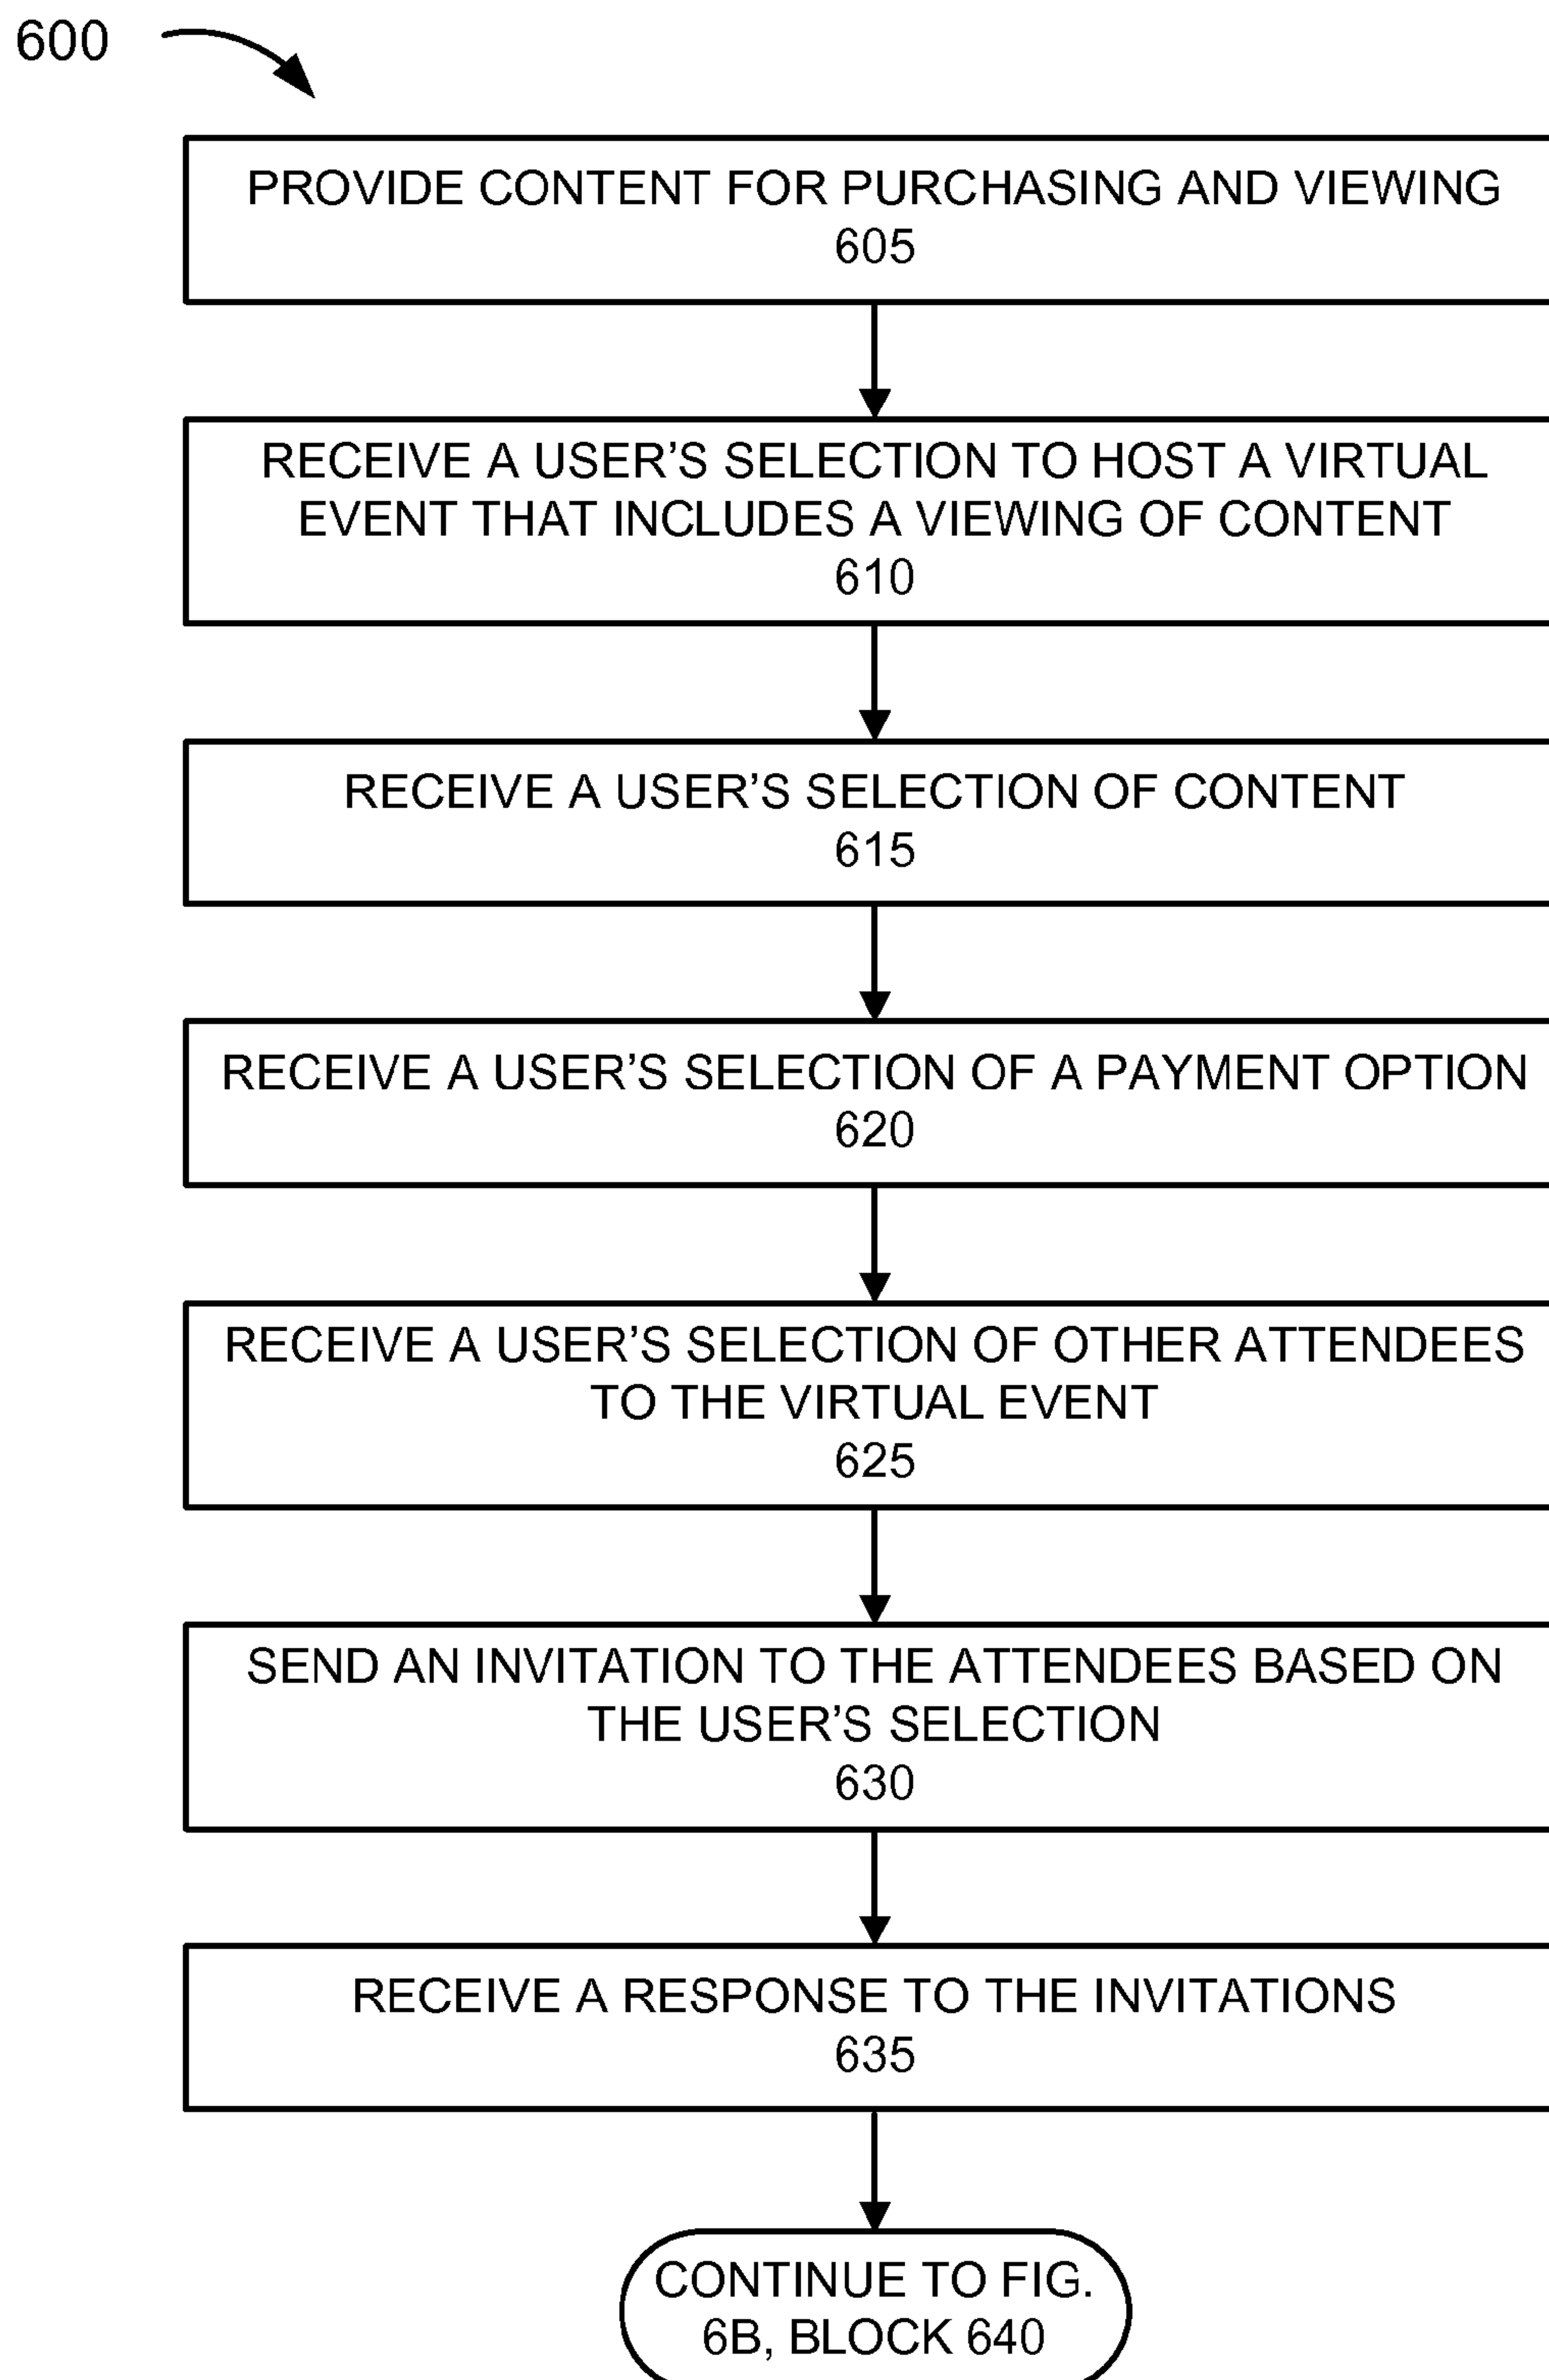 600
PROVIDE CONTENT FOR PURCHASING AND VIEWING
605
RECEIVE A USER'S SELECTION TO HOST A VIRTUAL
EVENT THAT INCLUDES A VIEWING OF CONTENT
610
RECEIVE A USER'S SELECTION OF CONTENT
615
RECEIVE A USER'S SELECTION OF A PAYMENT OPTION
620
RECEIVE A USER'S SELECTION OF OTHER ATTENDEES
TO THE VIRTUAL EVENT
625
SEND AN INVITATION TO THE ATTENDEES BASED ON
THE USER'S SELECTION
630
RECEIVE A RESPONSE TO THE INVITATIONS
635
CONTINUE TO FIG.
6B, BLOCK 640